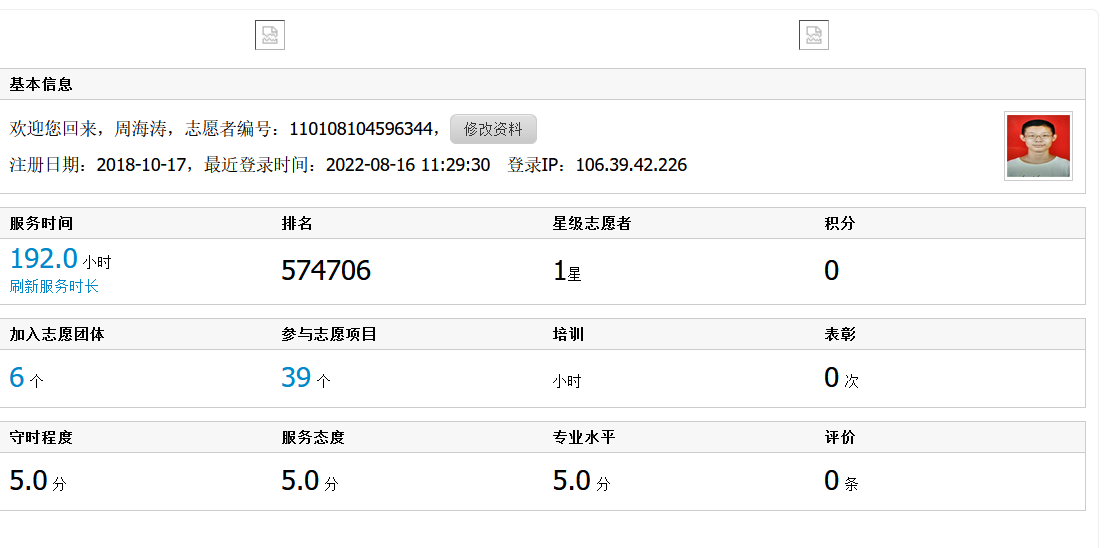 基本信息
欢迎您回来，周海涛，志愿者编号：110108104596344， 修改资料
注册日期：2018-10-17，最近登录时间：2022-08-16 11:29:30 登录IP：106.39.42.226
服务时间 排名 星级志愿者 积分
192.0 小时 574706 1星 0
刷新服务时长
加入志愿团体 参与志愿项目 培训 表彰
6 个 39 个 小时 0 次
守时程度 服务态度 专业水平 评价
5.0 分 5.0 分 5.0 分 0 条